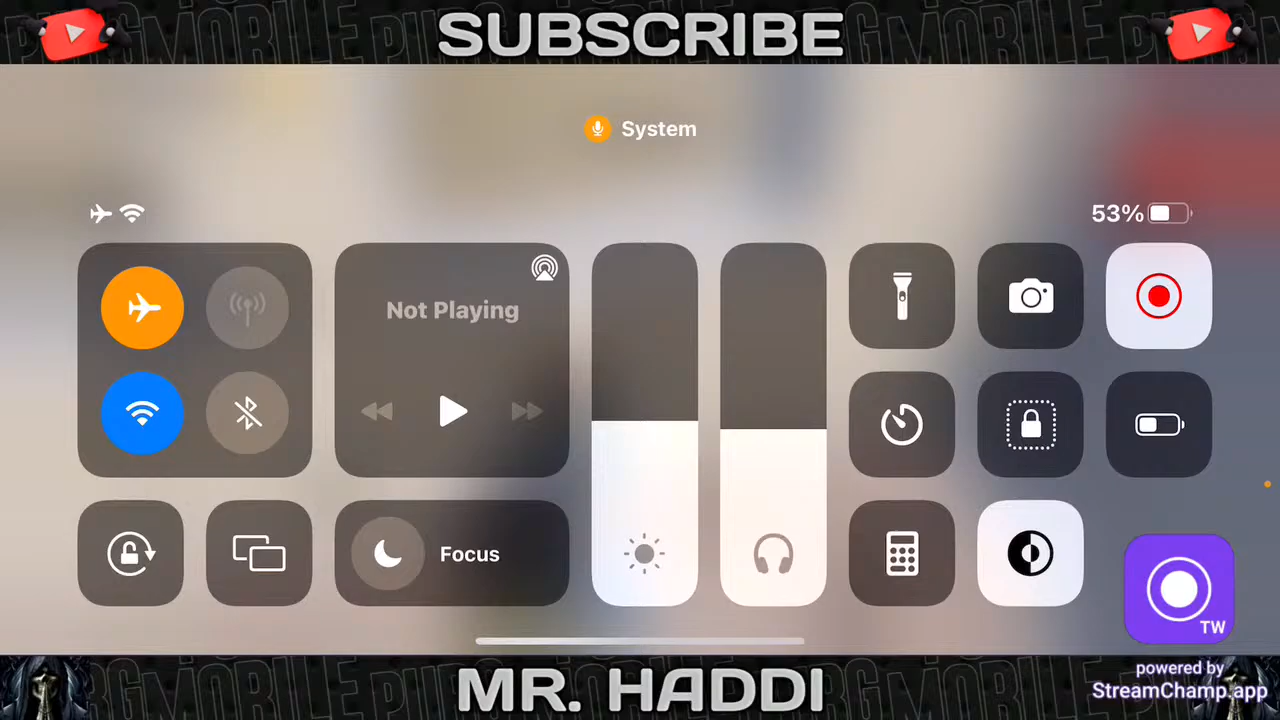 SUBSCRIBE
System
53%
Not Playing
Focus
TW
MR. HADDI
powered by
StreamChamp.app